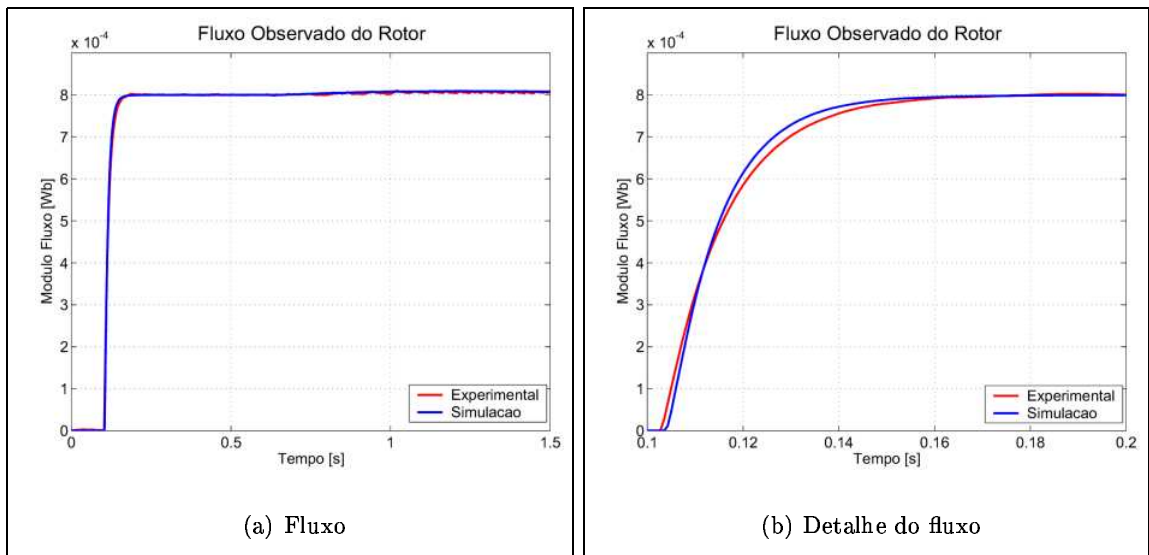 Fluxo Observado do Rotor
x 10⁻⁴
9
8
7
6
5
4
3
2
1
0
Modulo Fluxo [Wb]
0
0.5
1
1.5
Tempo [s]
Experimental
Simulacao
(a) Fluxo
Fluxo Observado do Rotor
x 10⁻⁴
9
8
7
6
5
4
3
2
1
0
Modulo Fluxo [Wb]
0.1
0.12
0.14
0.16
0.18
0.2
Tempo [s]
Experimental
Simulacao
(b) Detalhe do fluxo